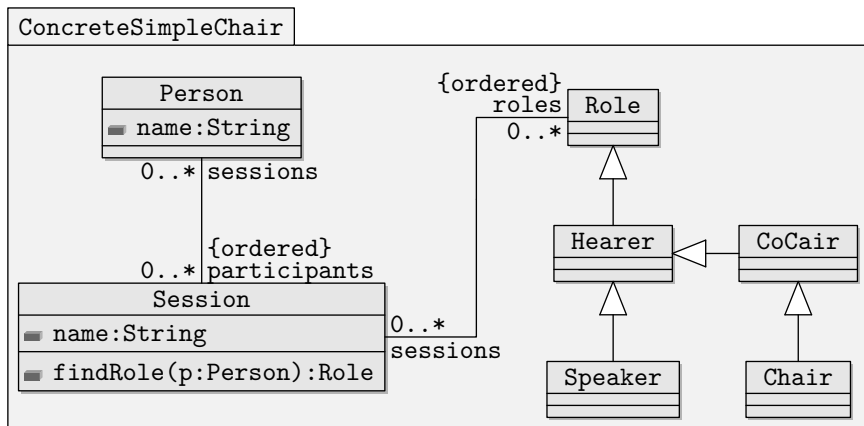 ConcreteSimpleChair
Person
name:String
0..* sessions
{ordered}
0..* participants
Session
name:String
findRole(p:Person):Role
0..*
sessions
{ordered}
roles
0..*
Role
Hearer
CoCair
Speaker
Chair